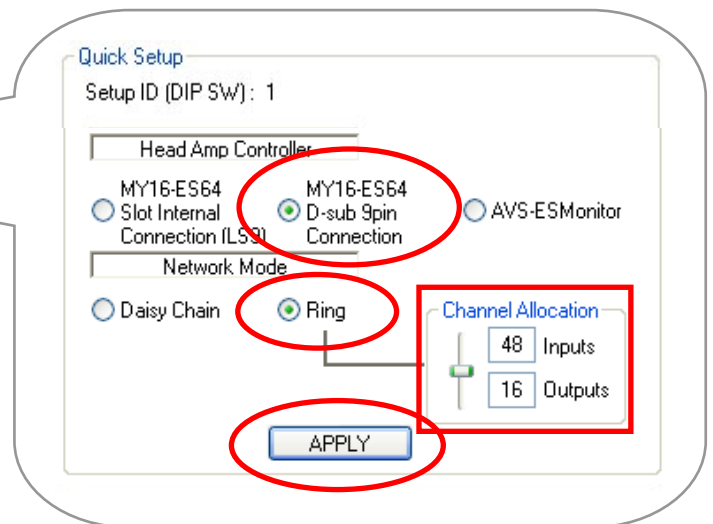 Quick Setup
Setup ID (DIP SW) : 1
Head Amp Controller
MY16-ES64
Slot Internal
Connection (LS9)
MY16-ES64
D-sub 9pin
Connection
AVS-ESMonitor
Network Mode
Daisy Chain
Ring
Channel Allocation
48 Inputs
16 Outputs
APPLY